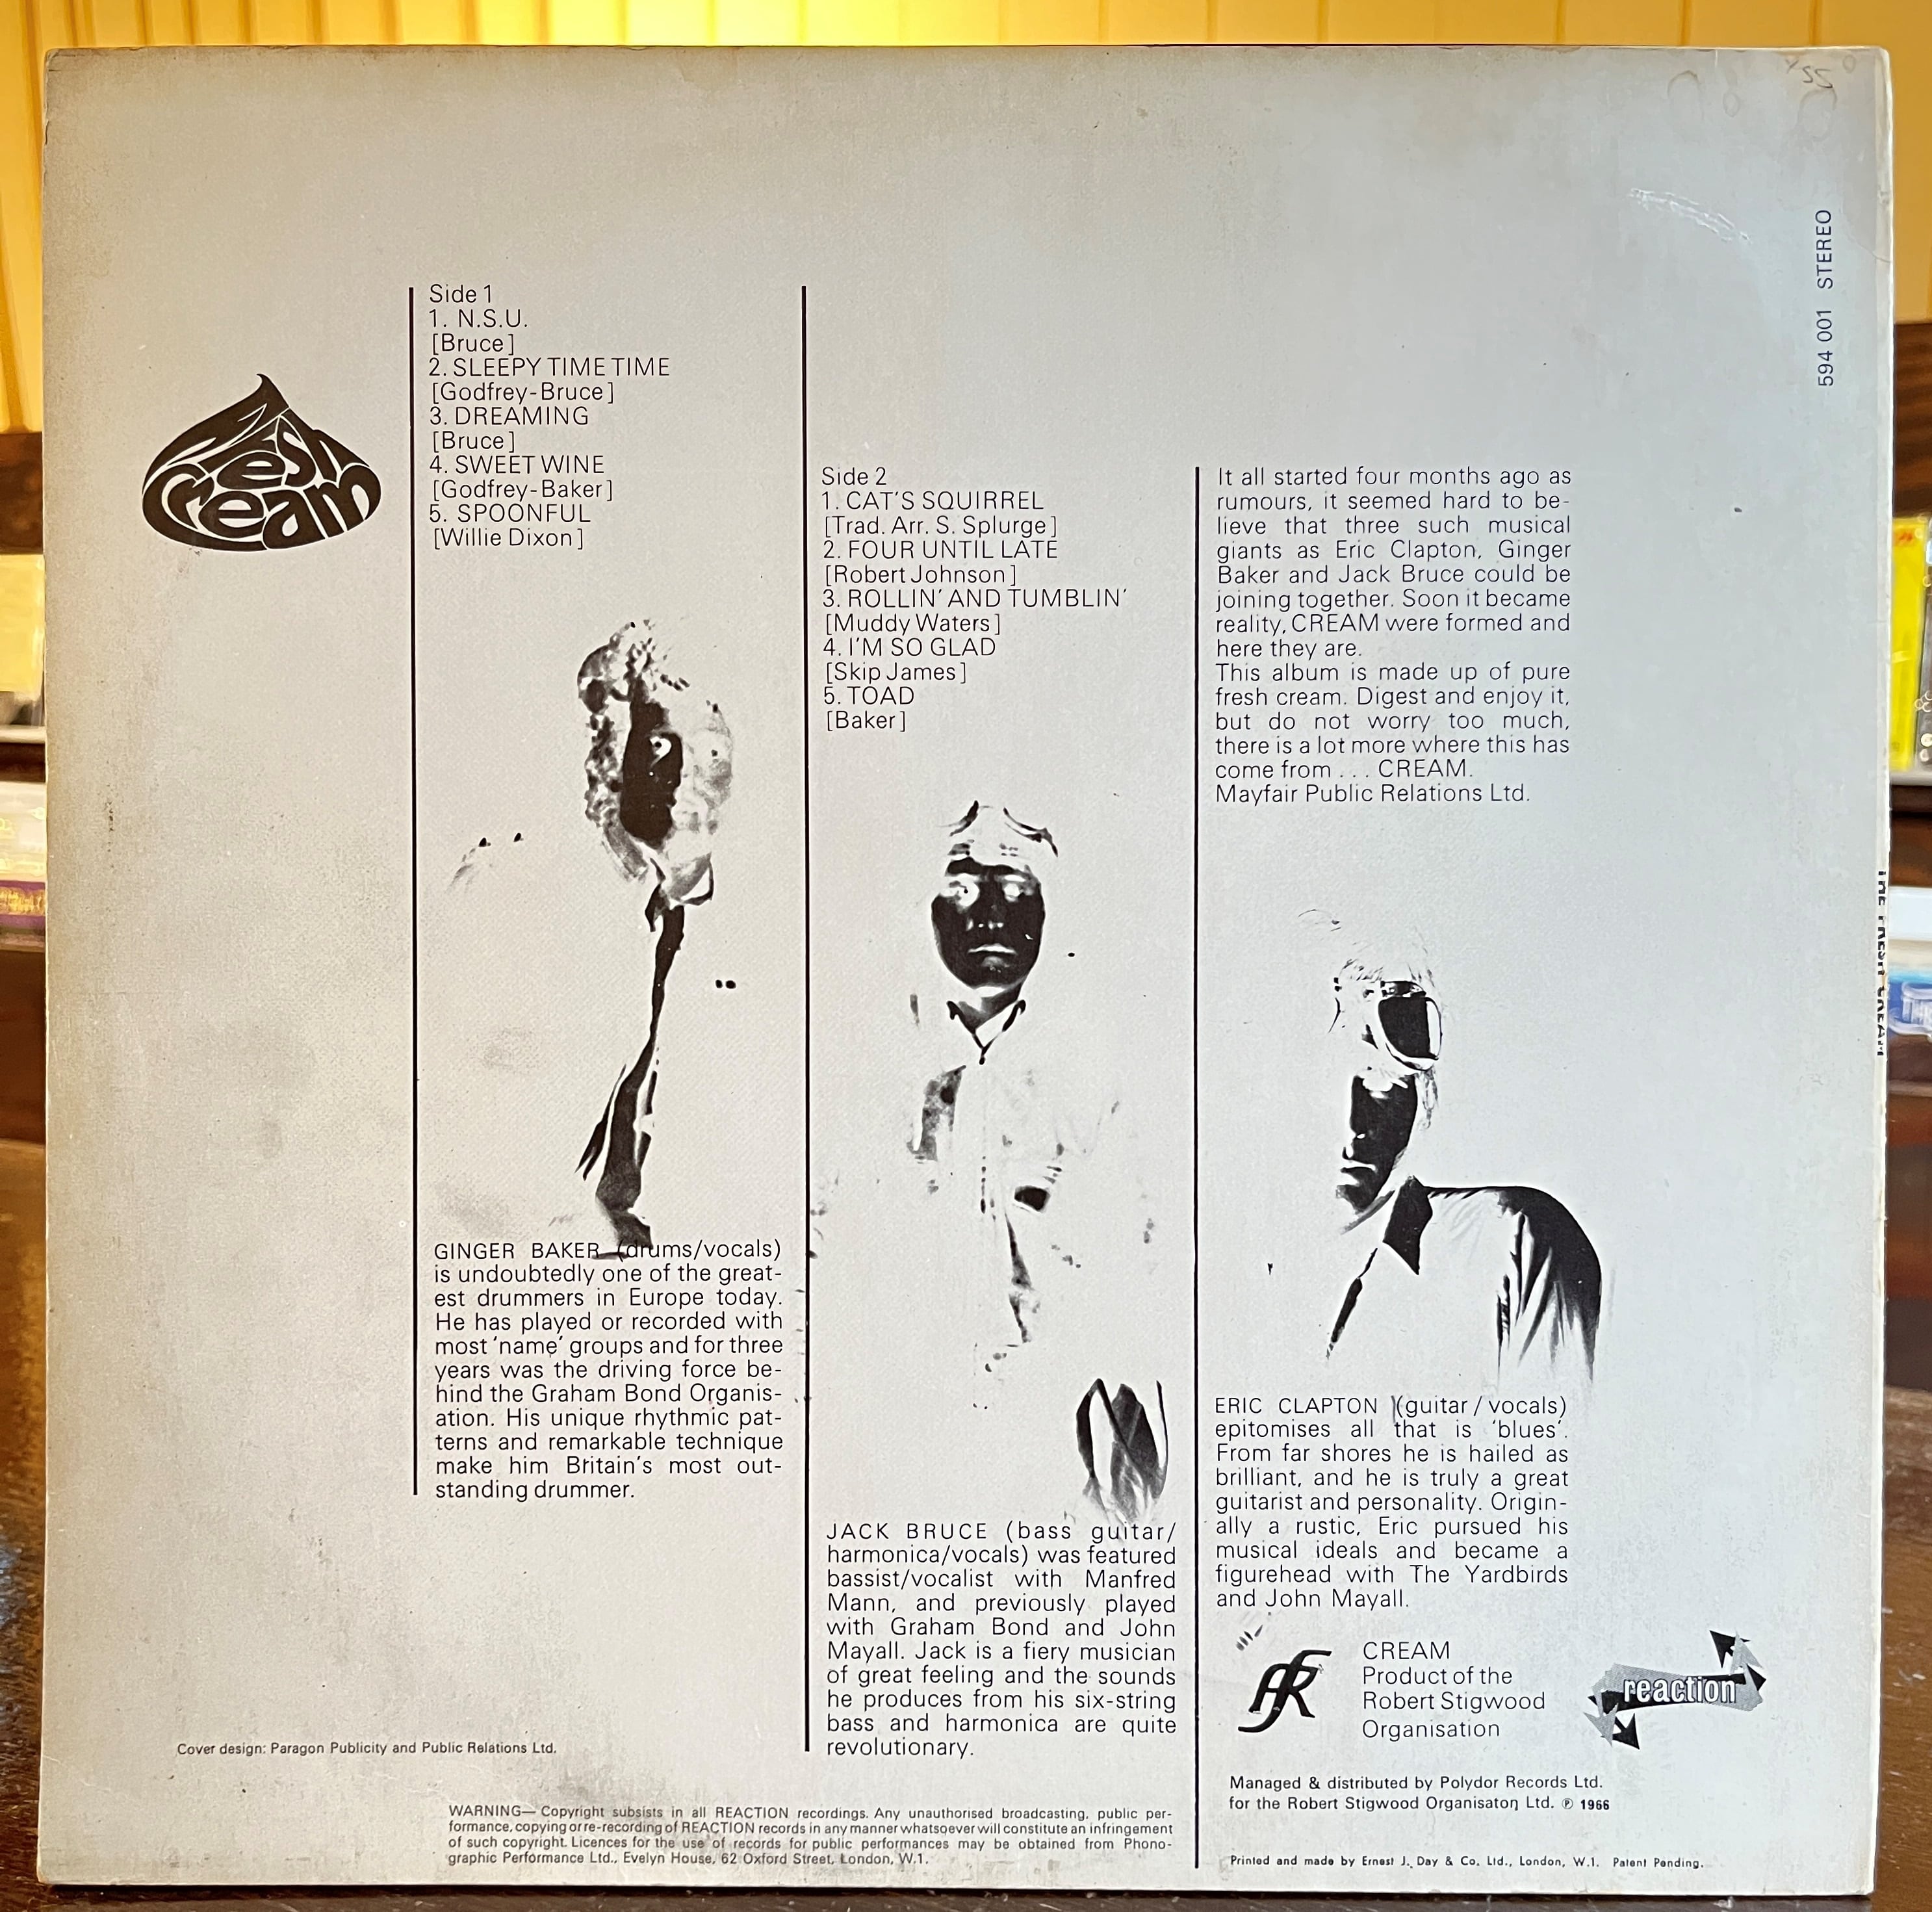 Fresh
Cream
Side 1
1. N.S.U.
[Bruce]
2. SLEEPY TIME TIME
[Godfrey-Bruce]
3. DREAMING
[Bruce]
4. SWEET WINE
[Godfrey-Baker]
5. SPOONFUL
[Willie Dixon]
GINGER BAKER (drums/vocals)
is undoubtedly one of the great-
est drummers in Europe today.
He has played or recorded with
most 'name' groups and for three
years was the driving force be-
hind the Graham Bond Organis-
ation. His unique rhythmic pat-
terns and remarkable technique
make him Britain's most out-
standing drummer.
Side 2
1. CAT'S SQUIRREL
[Trad. Arr. S. Splurge]
2. FOUR UNTIL LATE
[Robert Johnson]
3. ROLLIN' AND TUMBLIN'
[Muddy Waters]
4. I'M SO GLAD
[Skip James]
5. TOAD
[Baker]
JACK BRUCE (bass guitar/
harmonica/vocals) was featured
bassist/vocalist with Manfred
Mann, and previously played
with Graham Bond and John
Mayall. Jack is a fiery musician
of great feeling and the sounds
he produces from his six-string
bass and harmonica are quite
revolutionary.
It all started four months ago as
rumours, it seemed hard to be-
lieve that three such musical
giants as Eric Clapton, Ginger
Baker and Jack Bruce could be
joining together. Soon it became
reality, CREAM were formed and
here they are.
This album is made up of pure
fresh cream. Digest and enjoy it,
but do not worry too much,
there is a lot more where this has
come from . . . CREAM.
Mayfair Public Relations Ltd.
ERIC CLAPTON (guitar / vocals)
epitomises all that is 'blues'.
From far shores he is hailed as
brilliant, and he is truly a great
guitarist and personality. Origin-
ally a rustic, Eric pursued his
musical ideals and became a
figurehead with The Yardbirds
and John Mayall.
CREAM
Product of the
Robert Stigwood
Organisation
reaction
594 001 STEREO
Cover design: Paragon Publicity and Public Relations Ltd.
WARNING— Copyright subsists in all REACTION recordings. Any unauthorised broadcasting, public per-
formance, copying or re-recording of REACTION records in any manner whatsoever will constitute an infringement
of such copyright. Licences for the use of records for public performances may be obtained from Phono-
graphic Performance Ltd., Evelyn House, 62 Oxford Street, London, W.1.
Managed & distributed by Polydor Records Ltd.
for the Robert Stigwood Organisaton Ltd. ℗ 1966
Printed and made by Ernest J. Day & Co. Ltd., London, W.1. Patent Pending.